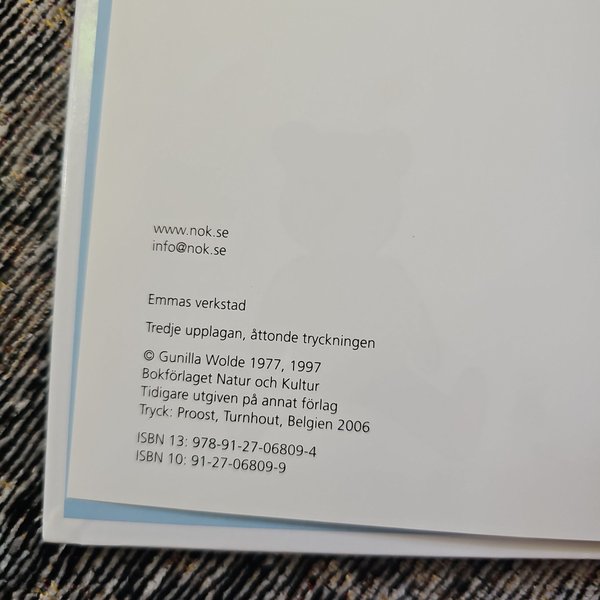 www.nok.se
info@nok.se
Emmas verkstad
Tredje upplagan, åttonde tryckningen
© Gunilla Wolde 1977, 1997
Bokförlaget Natur och Kultur
Tidigare utgiven på annat förlag
Tryck: Proost, Turnhout, Belgien 2006
ISBN 13: 978-91-27-06809-4
ISBN 10: 91-27-06809-9